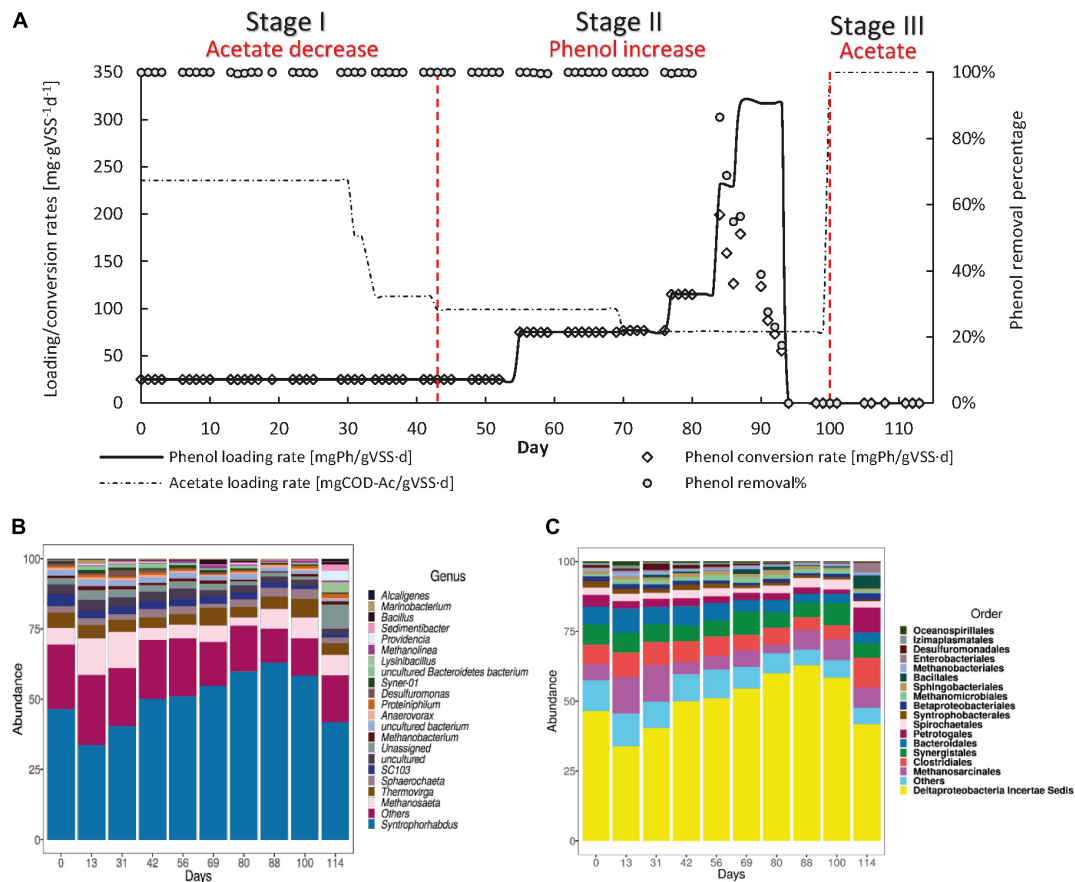 A
Stage I
Stage II
Stage III
Acetate decrease
Phenol increase
Acetate
350
300
250
200
150
100
50
0
Loading/conversion rates [mg·gVSS⁻¹d⁻¹]
100%
80%
60%
40%
20%
0%
Phenol removal percentage
0 10 20 30 40 50 60 70 80 90 100 110
Day
Phenol loading rate [mgPh/gVSS·d]
Phenol conversion rate [mgPh/gVSS·d]
Acetate loading rate [mgCOD-Ac/gVSS·d]
Phenol removal%
B
100
75
50
25
0
Abundance
0 13 31 42 56 69 80 88 100 114
Days
Genus
Alcaligenes
Marinobacterium
Bacillus
Sedimentibacter
Providencia
Methanolinea
Lysinibacillus
uncultured Bacteroidetes bacterium
Syner-01
Desulfuromonas
Proteiniphilum
Anaerovorax
uncultured bacterium
Methanobacterium
Unassigned
uncultured
SC103
Sphaerochaeta
Thermovirga
Methanosaeta
Others
Syntrophorhabdus
C
100
75
50
25
0
Abundance
0 13 31 42 56 69 80 88 100 114
Days
Order
Oceanospirillales
Izimaplasmatales
Desulfuromonadales
Enterobacteriales
Methanobacteriales
Bacillales
Sphingobacteriales
Methanomicrobiales
Betaproteobacteriales
Syntrophobacterales
Spirochaetales
Petrotogales
Bacteroidales
Synergistales
Clostridiales
Methanosarcinales
Others
Deltaproteobacteria Incertae Sedis